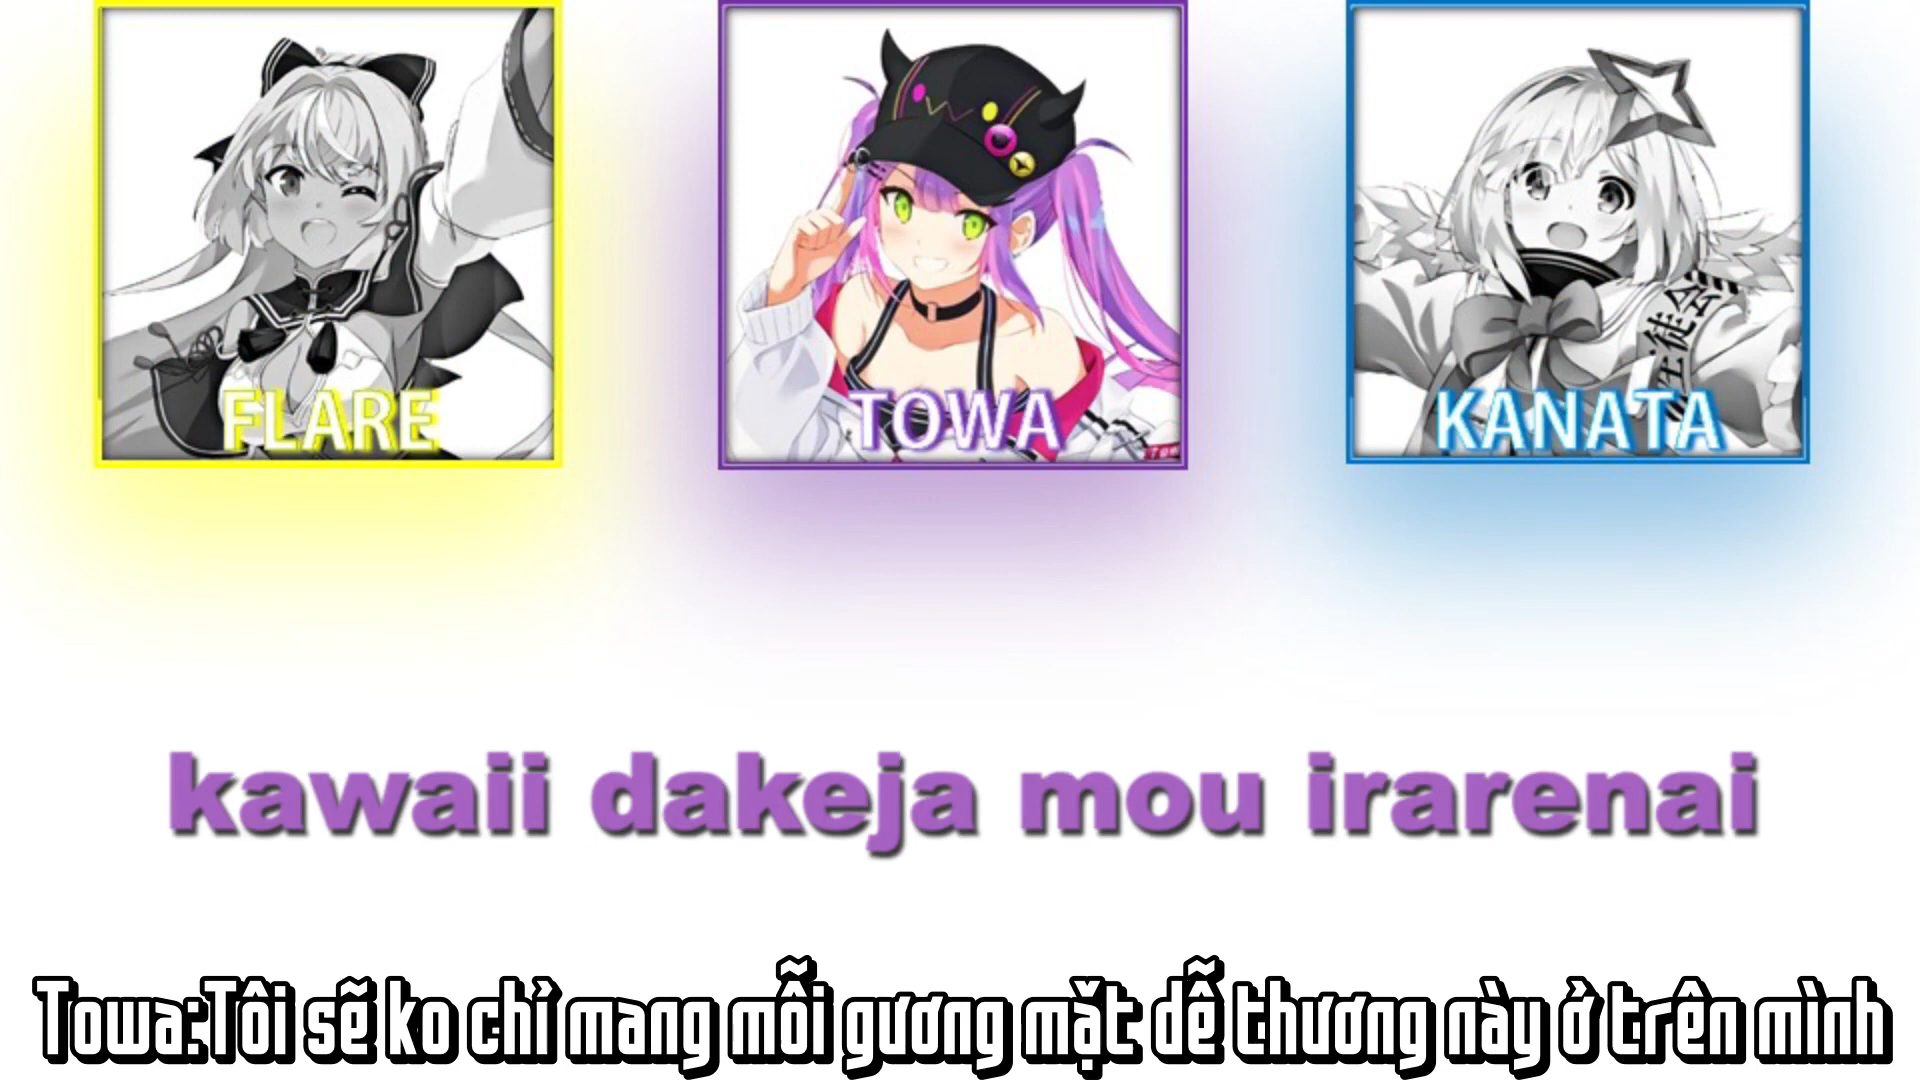 FLARE
TOWA
KANATA
kawaii dakeja mou irarenai
Towa:Tôi sẽ ko chỉ mang mỗi gương mặt dễ thương này ở trên mình